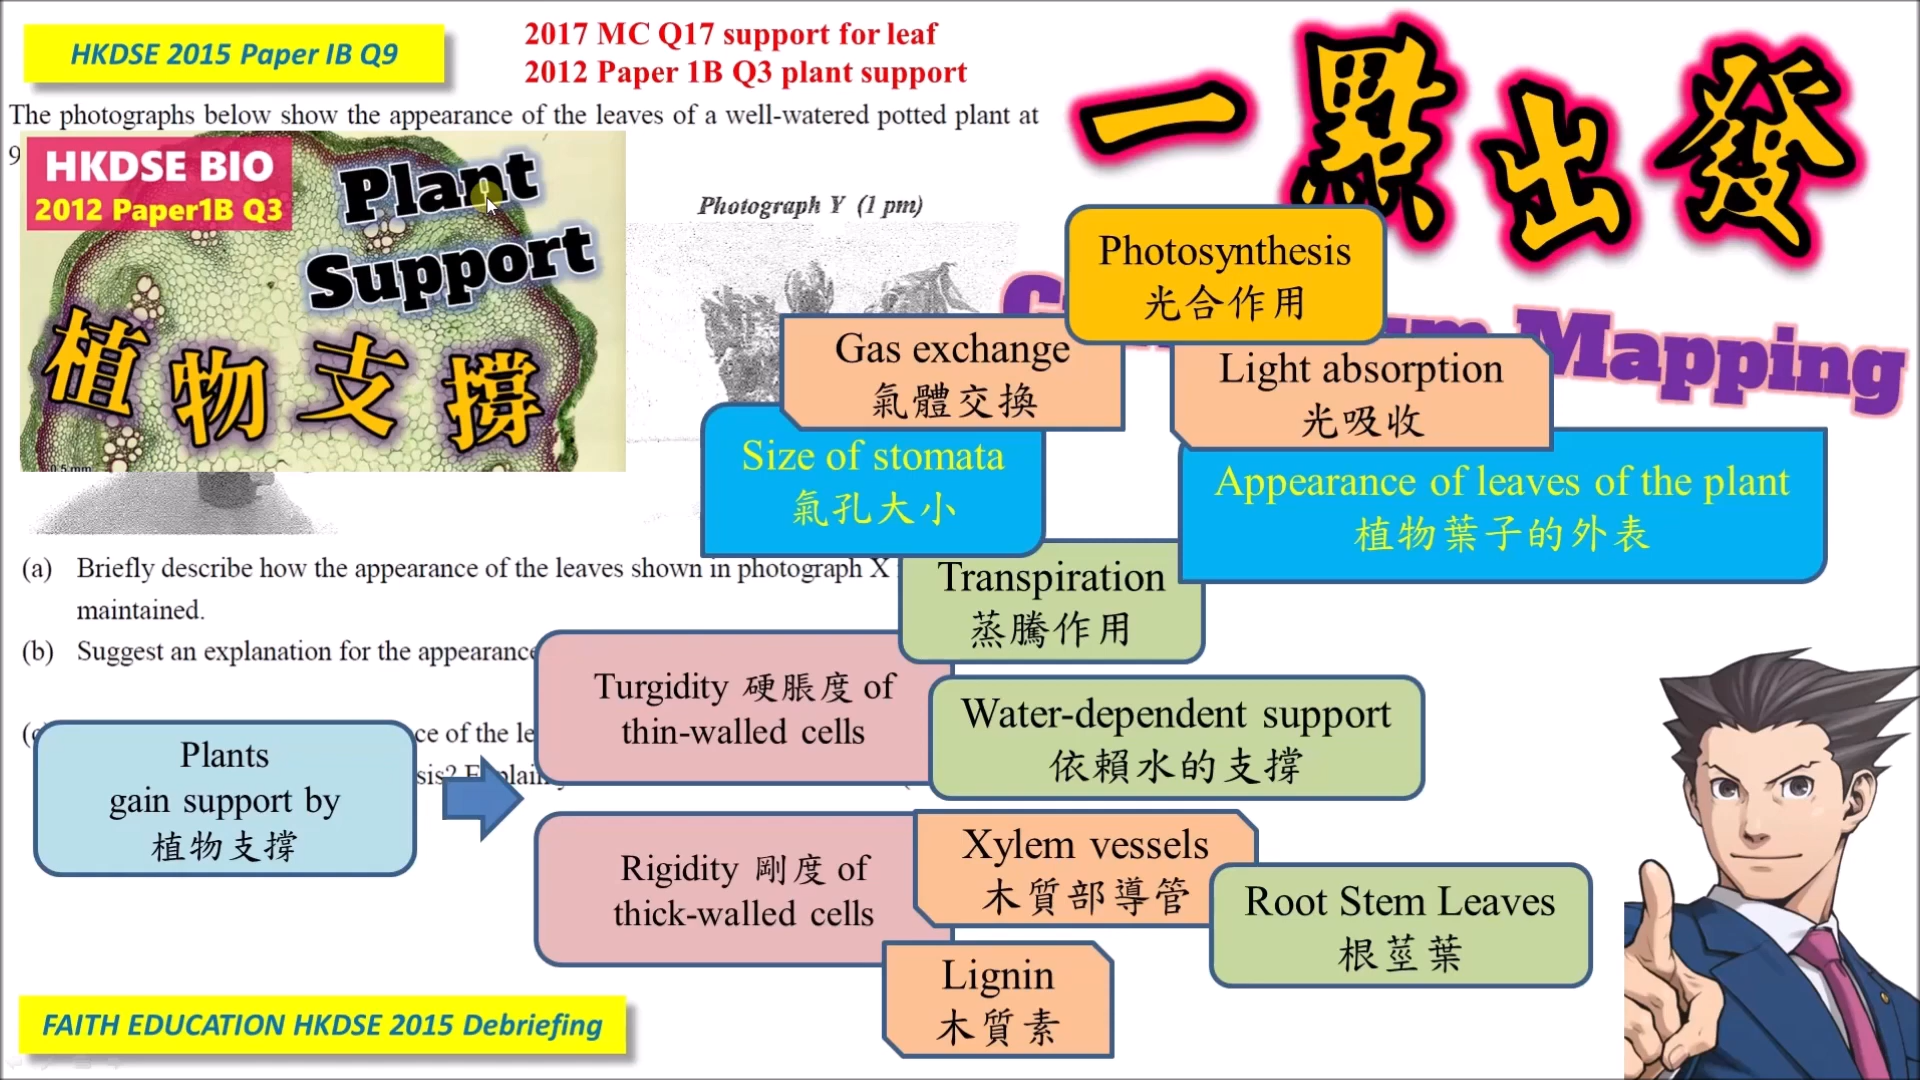 HKDSE 2015 Paper IB Q9
2017 MC Q17 support for leaf
2012 Paper 1B Q3 plant support
一點出發
The photographs below show the appearance of the leaves of a well-watered potted plant at
9
HKDSE BIO
2012 Paper1B Q3
Plant
Support
植物支撐
0.5 mm
Photograph Y (1 pm)
Mapping
Photosynthesis
光合作用
Gas exchange
氣體交換
Light absorption
光吸收
Size of stomata
氣孔大小
Appearance of leaves of the plant
植物葉子的外表
(a) Briefly describe how the appearance of the leaves shown in photograph X
maintained.
Transpiration
蒸騰作用
(b) Suggest an explanation for the appearance
Turgidity 硬脹度 of
thin-walled cells
Water-dependent support
依賴水的支撐
Plants
gain support by
植物支撐
Rigidity 剛度 of
thick-walled cells
Xylem vessels
木質部導管
Root Stem Leaves
根莖葉
Lignin
木質素
FAITH EDUCATION HKDSE 2015 Debriefing